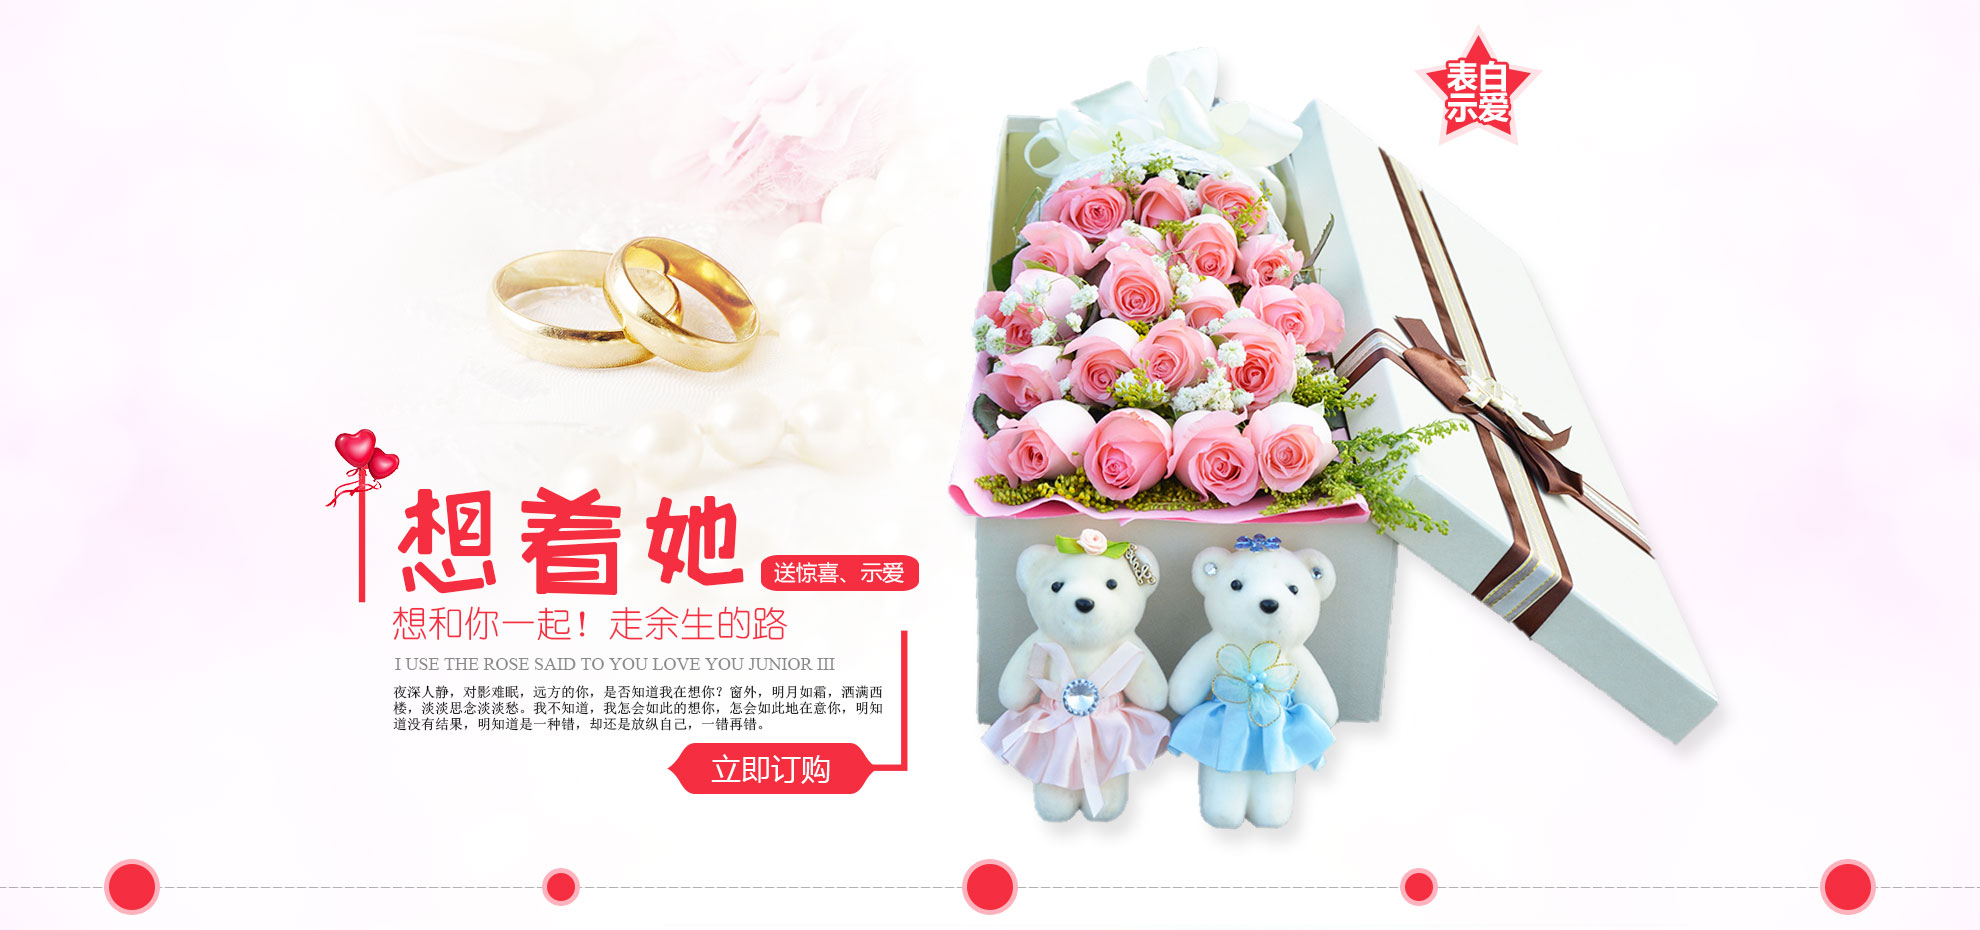 表白
示爱
想着她
送惊喜、示爱
想和你一起！走余生的路
I USE THE ROSE SAID TO YOU LOVE YOU JUNIOR III
夜深人静，对影难眠，远方的你，是否知道我在想你？窗外，明月如霜，洒满西
楼，淡淡思念淡淡愁。我不知道，我怎会如此的想你，怎会如此地在意你，明知
道没有结果，明知道是一种错，却还是放纵自己，一错再错。
立即订购